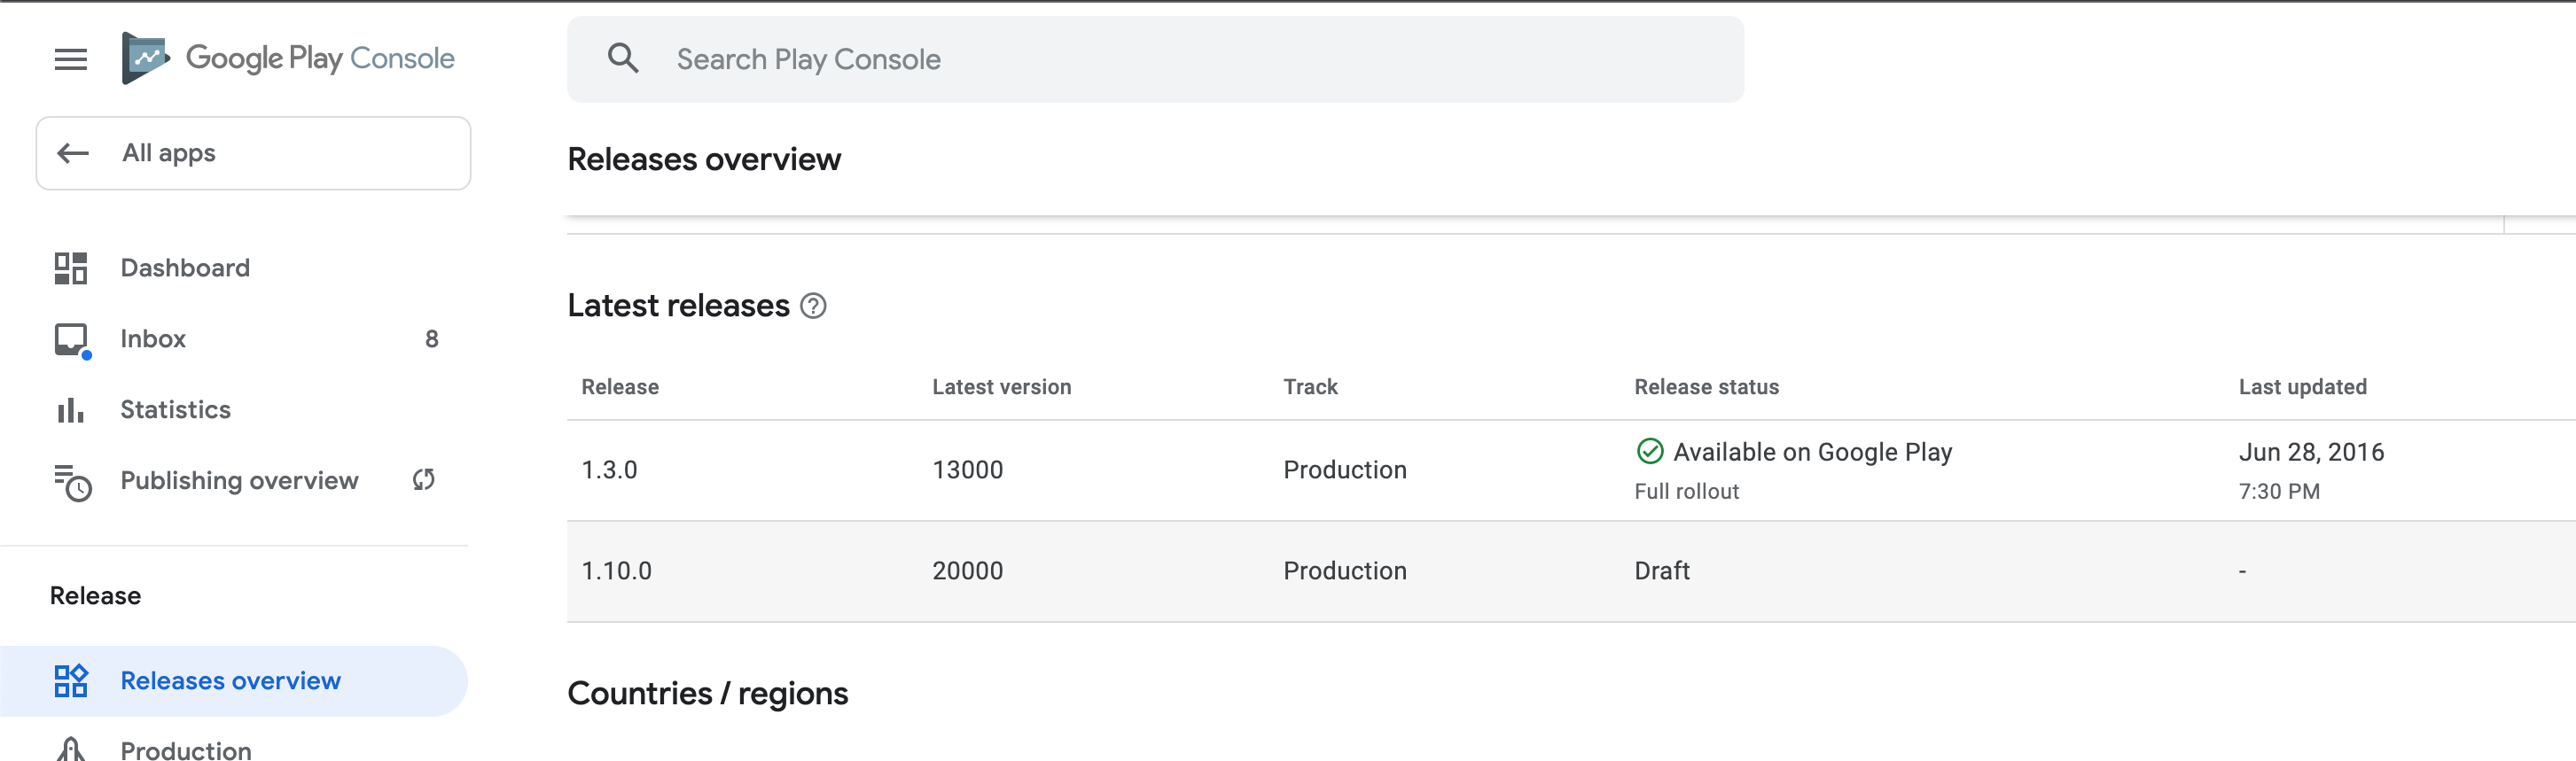 Google Play Console
Search Play Console
All apps
Releases overview
Dashboard
Inbox 8
Statistics
Publishing overview
Release
Releases overview
Production
Latest releases
Release Latest version Track Release status Last updated
1.3.0 13000 Production Available on Google Play Jun 28, 2016
Full rollout 7:30 PM
1.10.0 20000 Production Draft -
Countries / regions